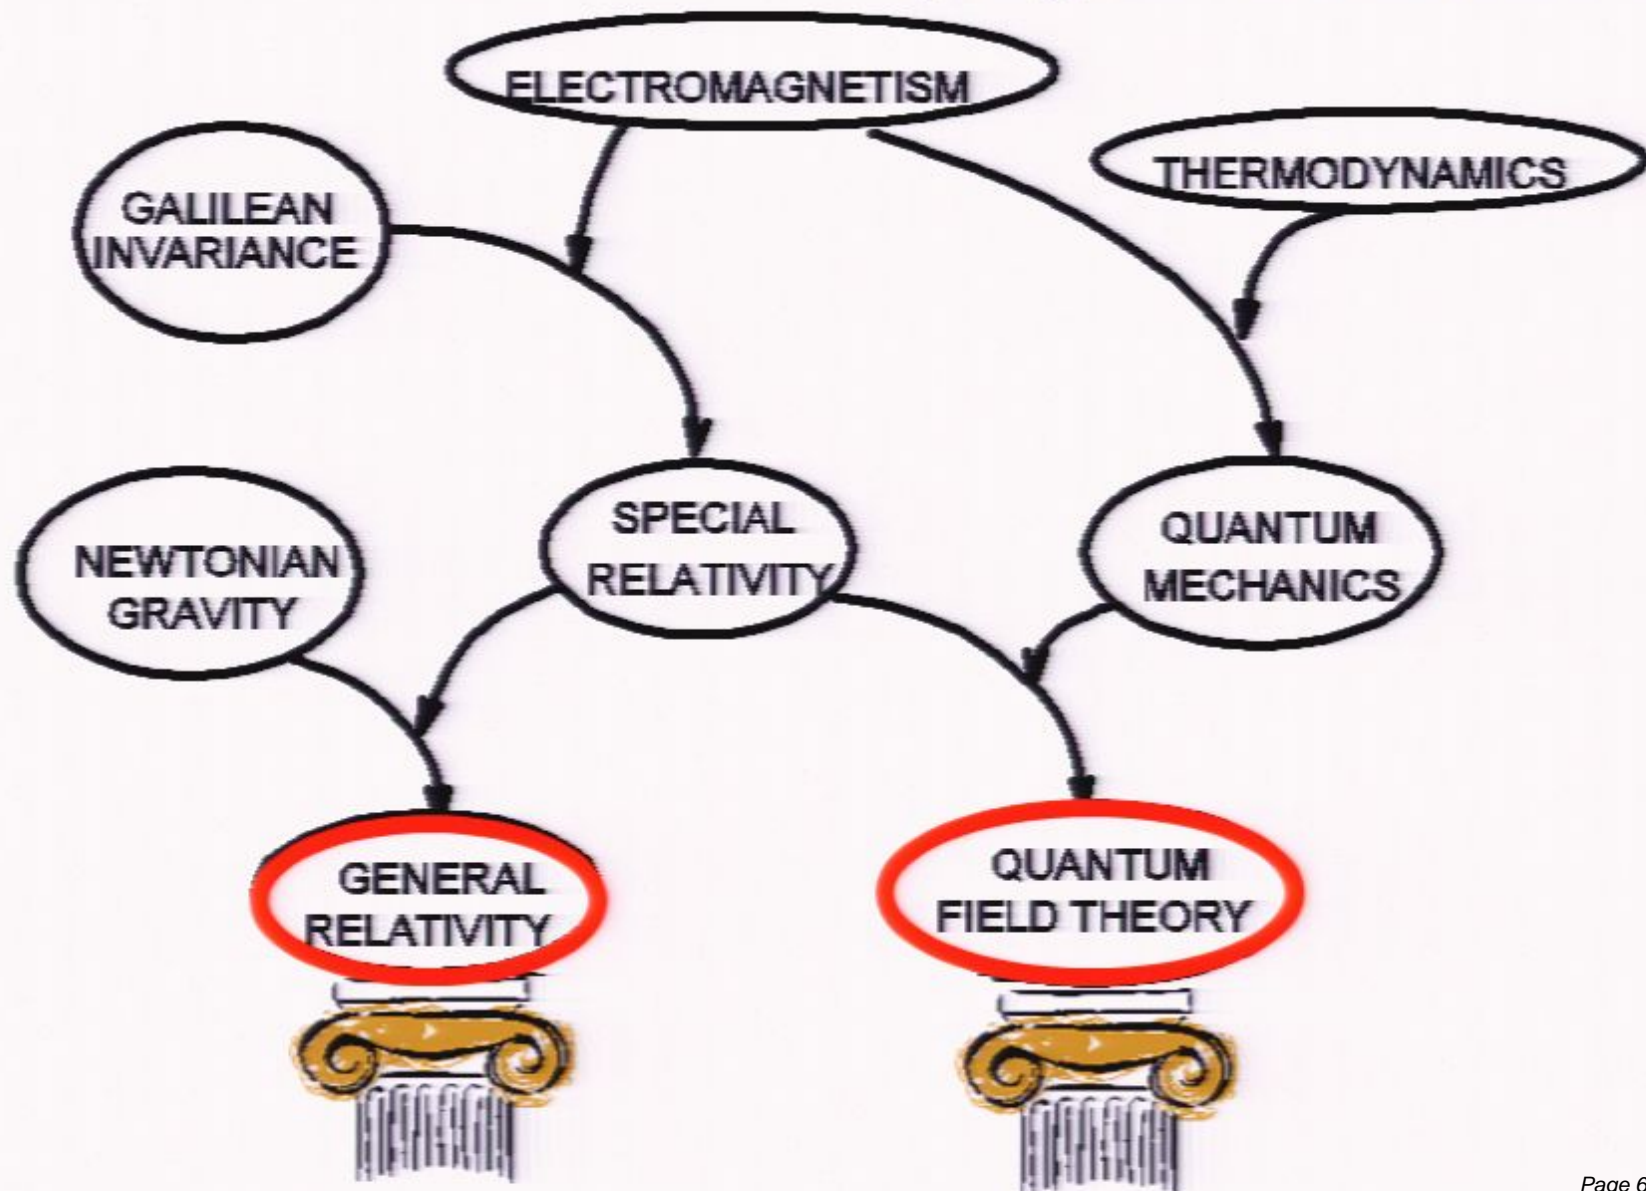 ELECTROMAGNETISM
THERMODYNAMICS
GALILEAN
INVARIANCE
SPECIAL
RELATIVITY
QUANTUM
MECHANICS
NEWTONIAN
GRAVITY
GENERAL
RELATIVITY
QUANTUM
FIELD THEORY
Page 6